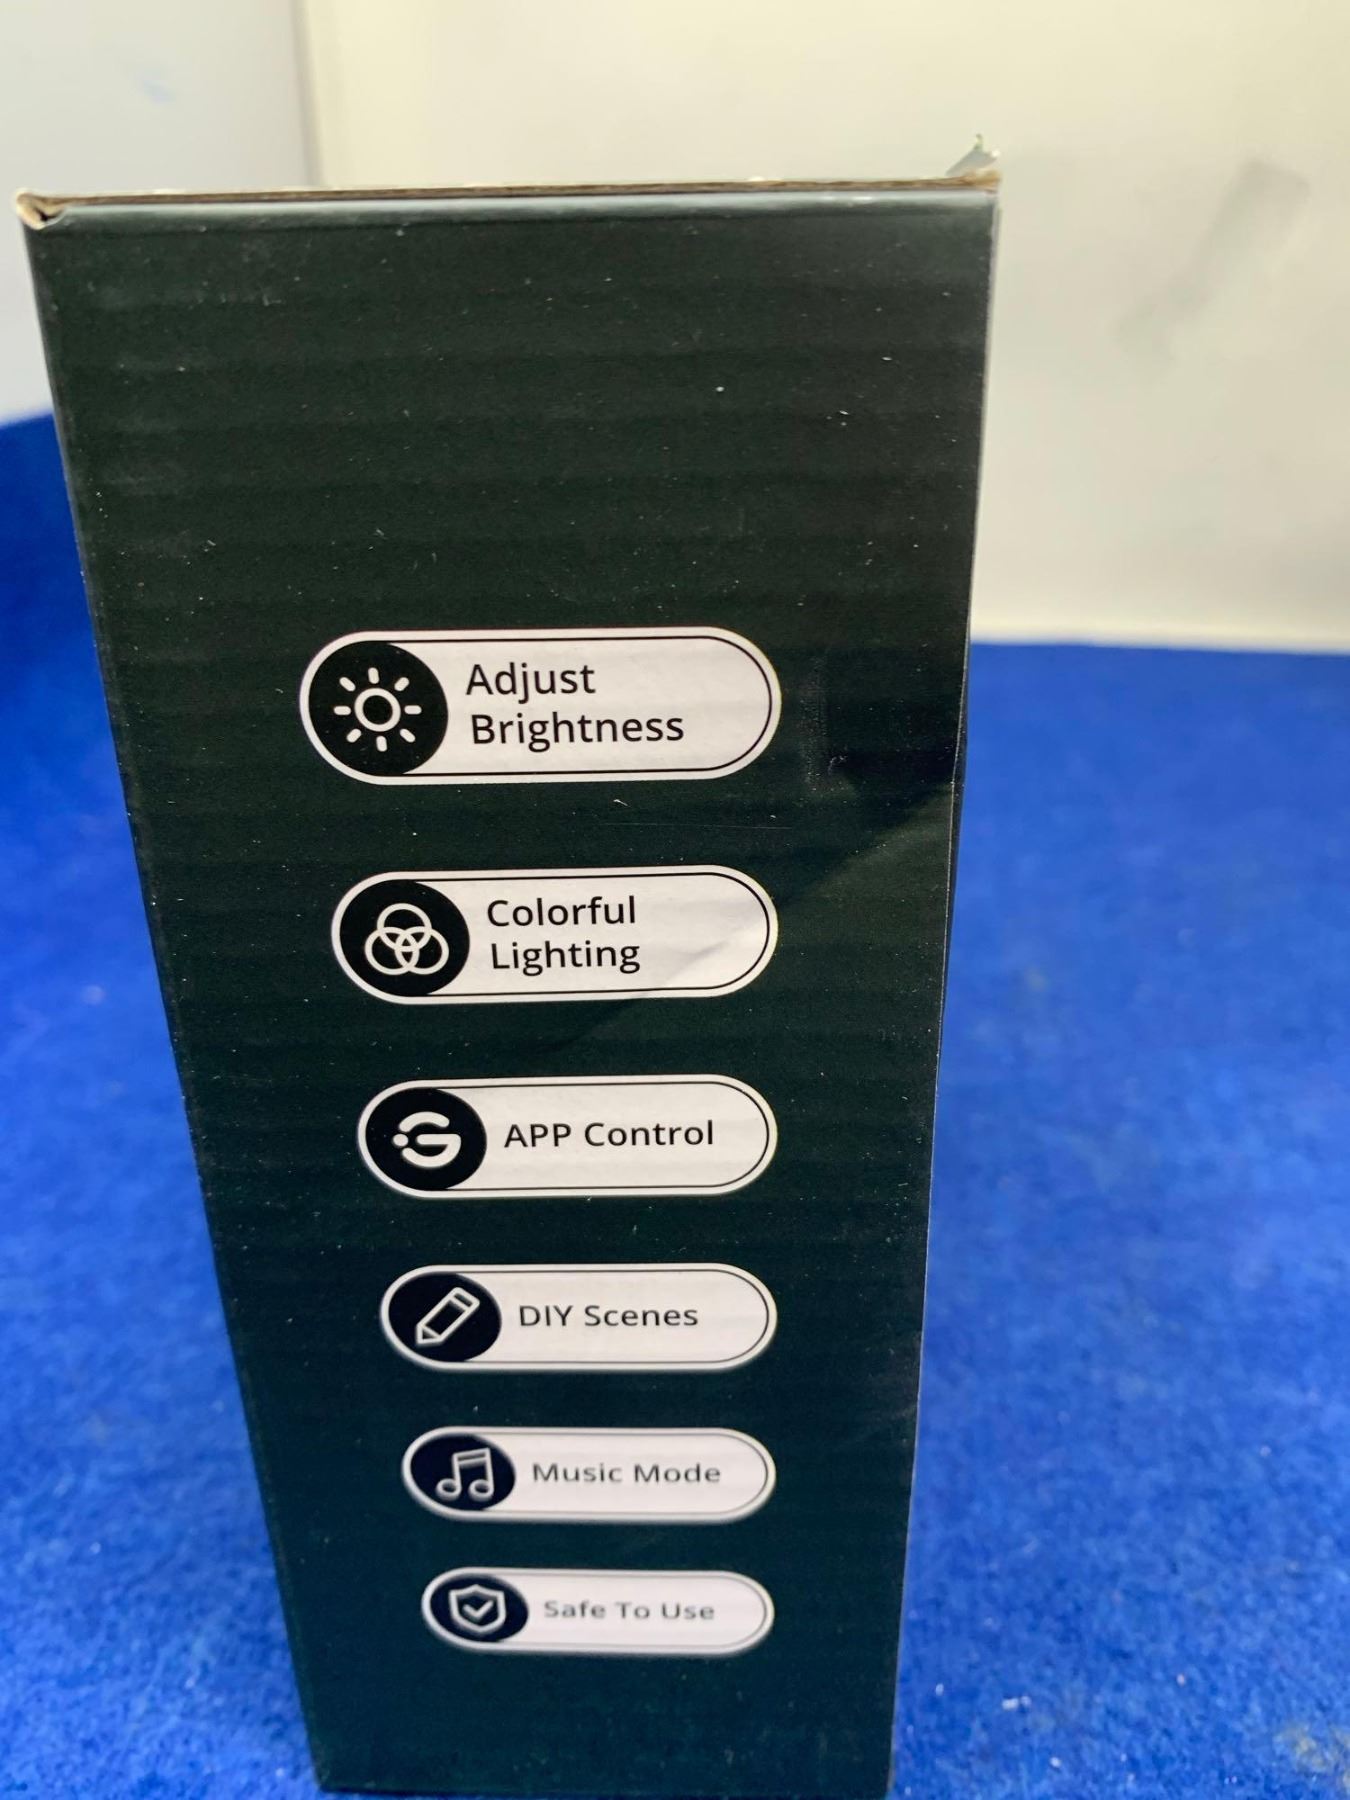 Adjust
Brightness
Colorful
Lighting
APP Control
DIY Scenes
Music Mode
Safe To Use